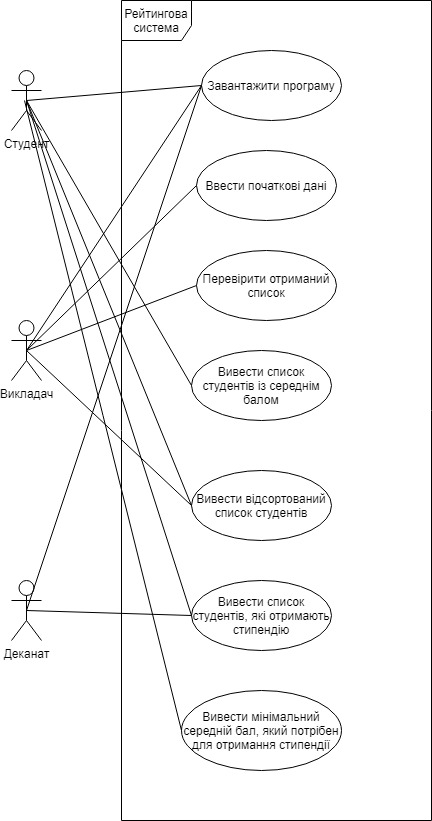 Рейтингова
система
Завантажити програму
Студент
Ввести початкові дані
Перевірити отриманий
список
Викладач
Вивести список
студентів із середнім
балом
Вивести відсортований
список студентів
Вивести список
студентів, які отримають
стипендію
Деканат
Вивести мінімальний
середній бал, який потрібен
для отримання стипендії